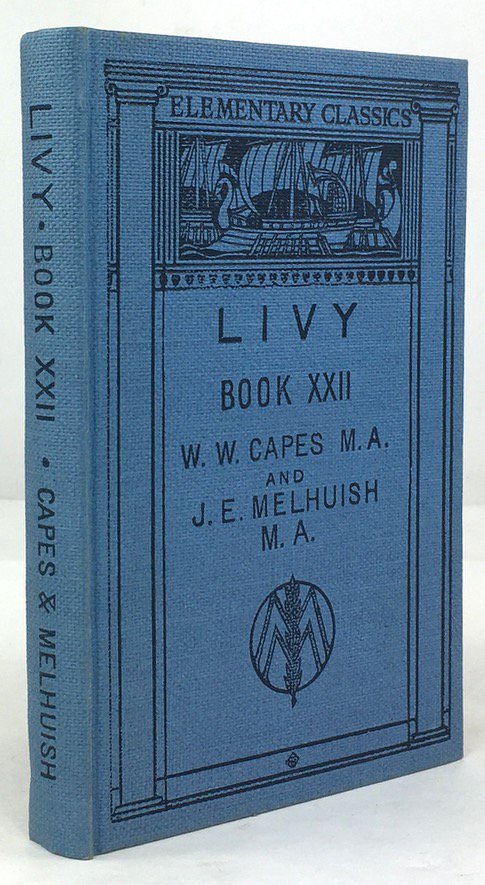 LIVY • BOOK XXII • CAPES & MELHUISH
ELEMENTARY CLASSICS
LIVY
BOOK XXII
W. W. CAPES M.A.
AND
J. E. MELHUISH
M.A.
M